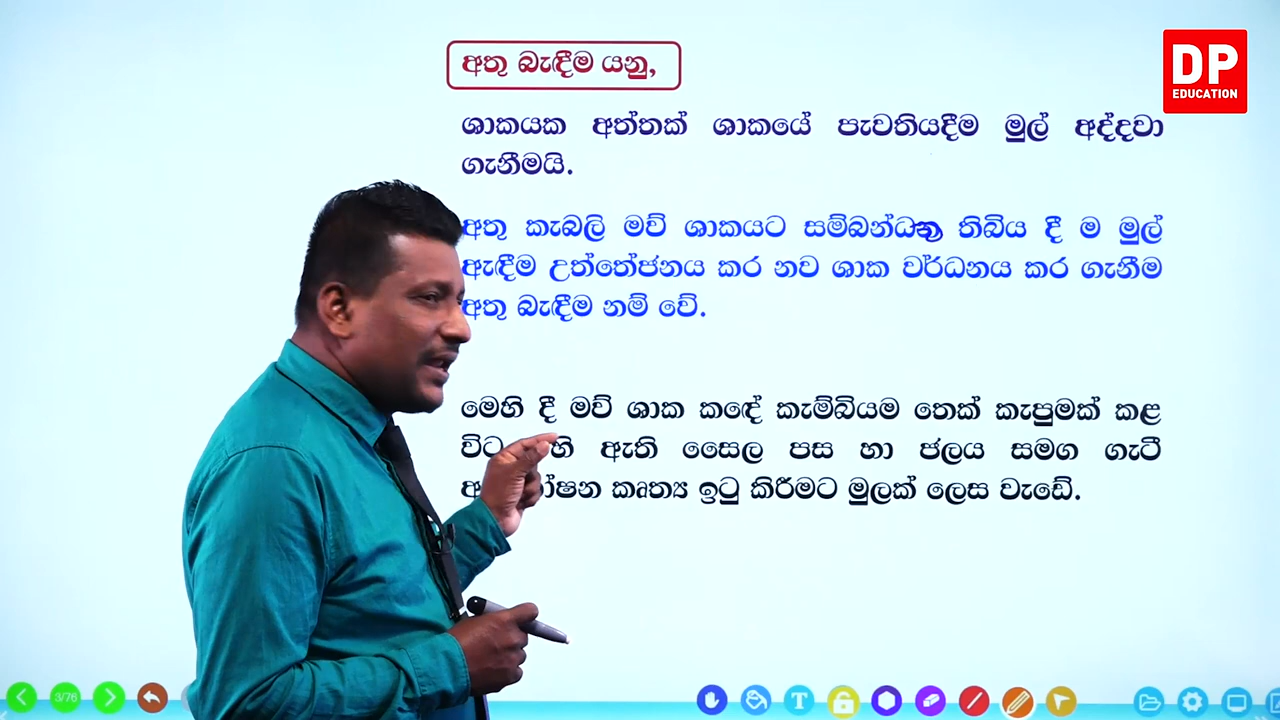 අතු බැඳීම යනු,
DP
EDUCATION
ශාකයක අත්තක් ශාකයේ පැවතියදීම මුල් අද්දවා
ගැනීමයි.
අතු කැබලි මව් ශාකයට සම්බන්ධනු තිබිය දී ම මුල්
ඇඳීම උත්තේජනය කර නව ශාක වර්ධනය කර ගැනීම
අතු බැඳීම නම් වේ.
මෙහි දී මව් ශාක කඳේ කැම්බියම තෙක් කැපුමක් කළ
විට ඇති සෛල පස හා ජලය සමග ගැටී
කෘත්‍ය ඉටු කිරීමට මුලක් ලෙස වැඩේ.
3/76